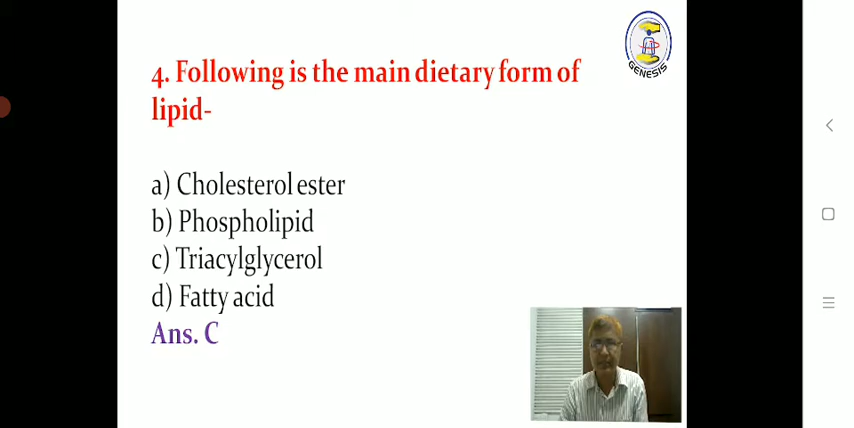 4. Following is the main dietary form of
lipid-
GENESIS
a) Cholesterol ester
b) Phospholipid
c) Triacylglycerol
d) Fatty acid
Ans. C